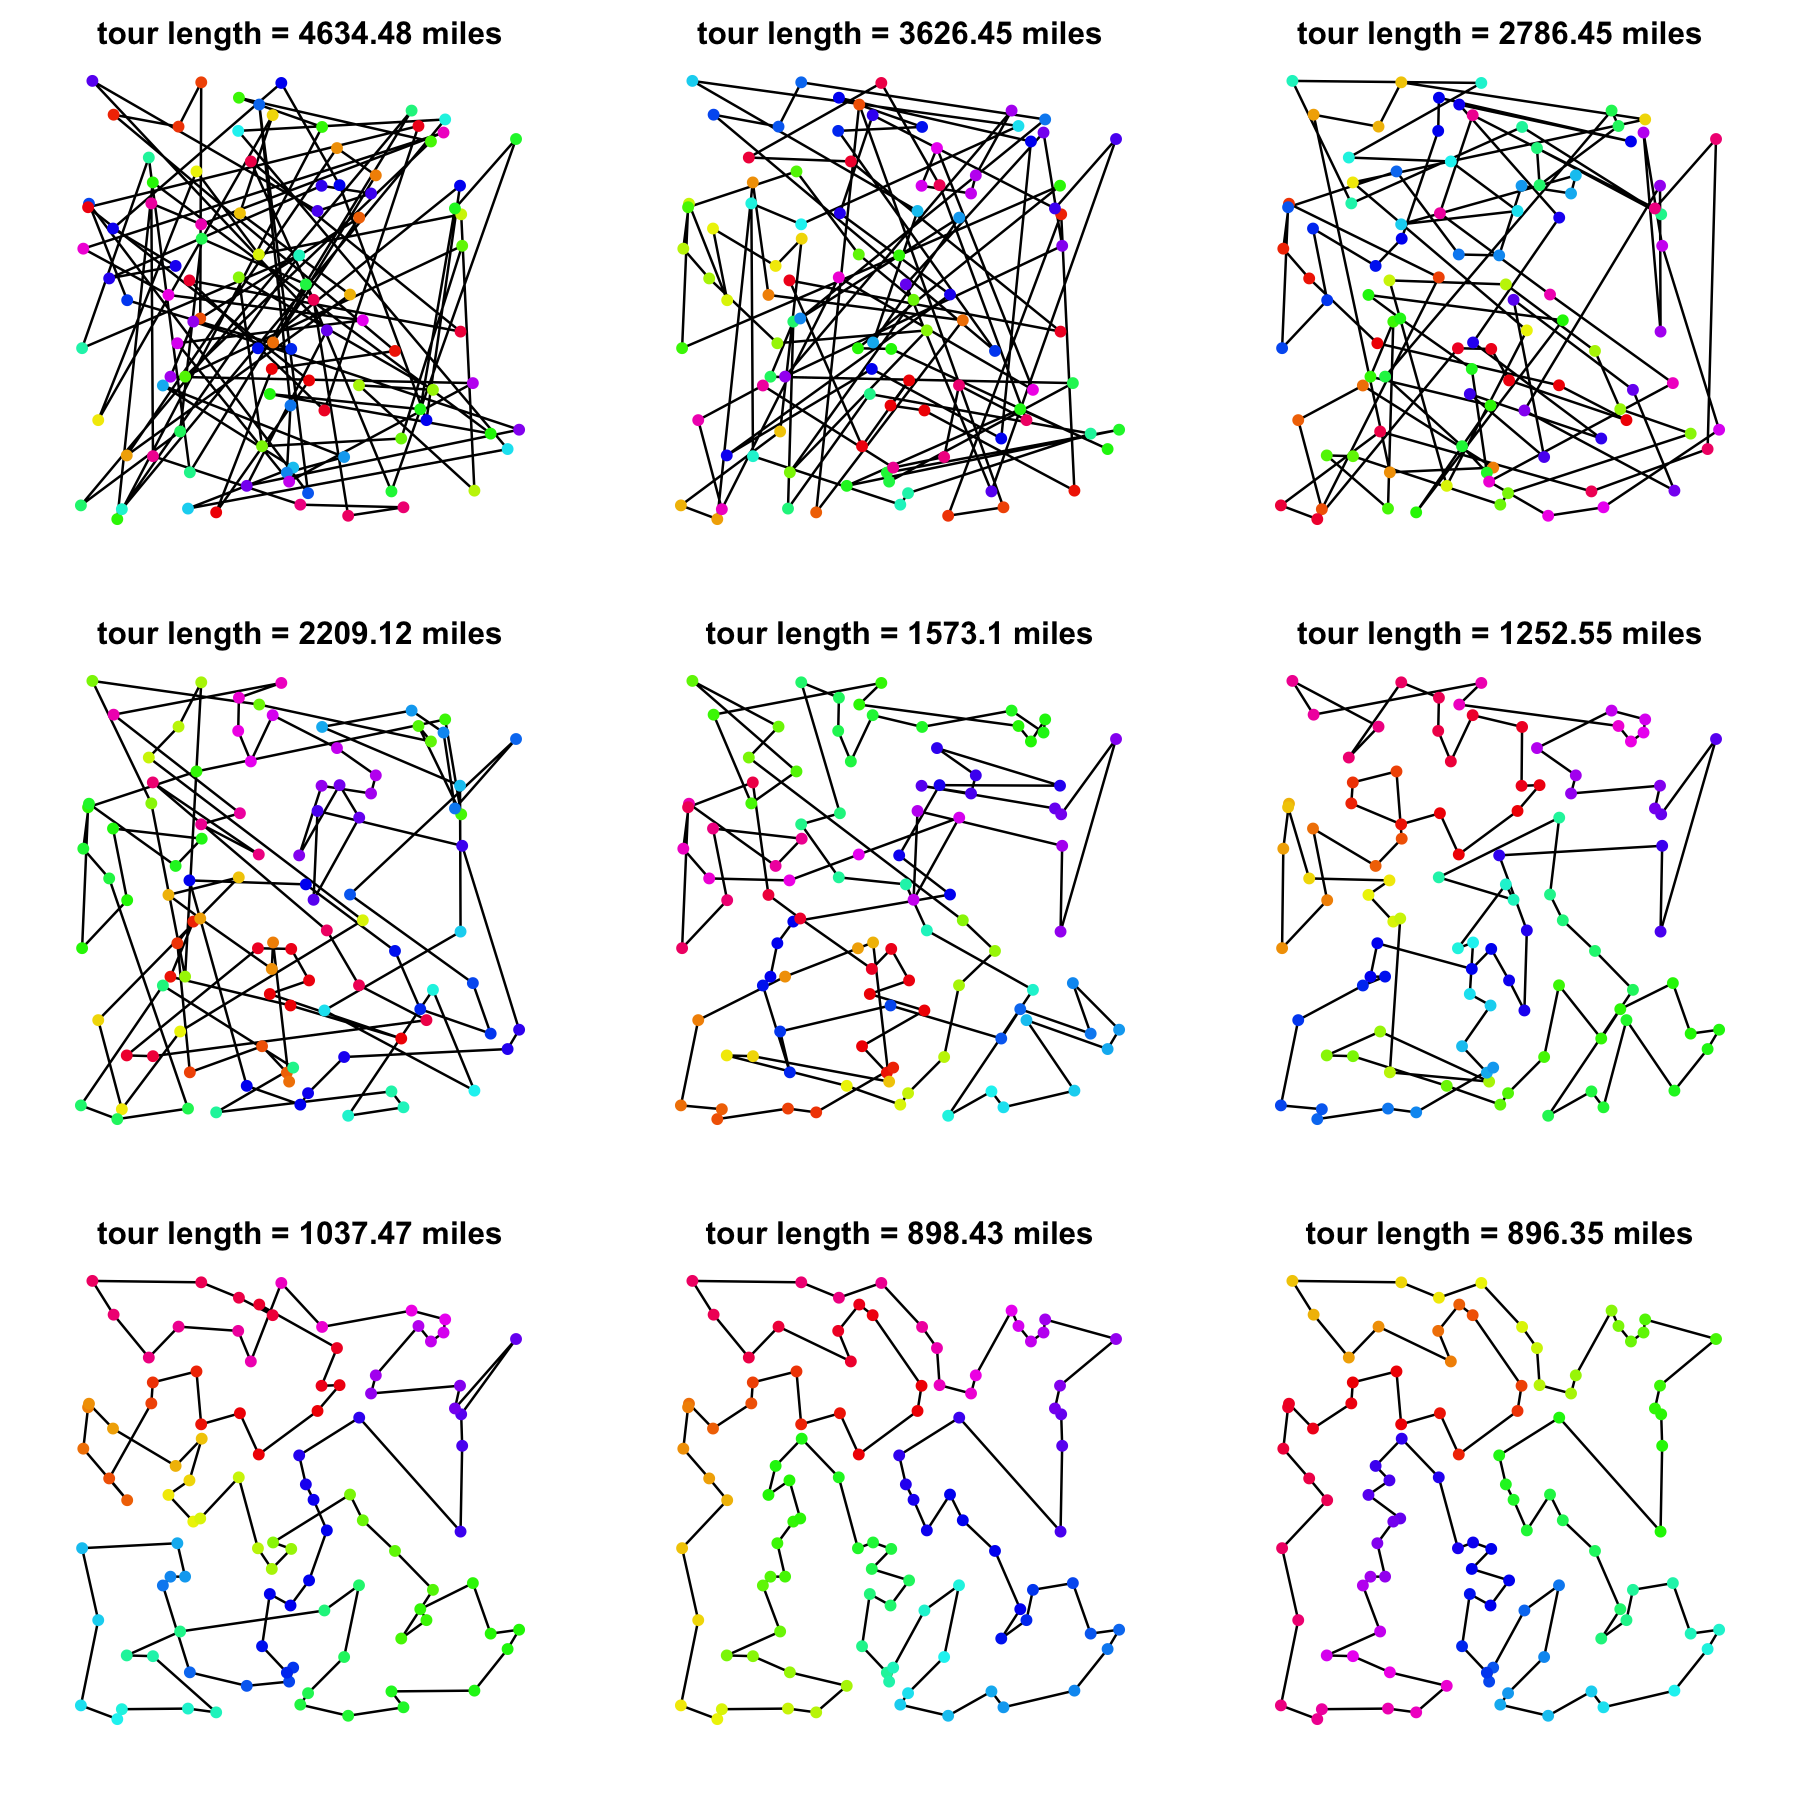 tour length = 4634.48 miles
tour length = 3626.45 miles
tour length = 2786.45 miles
tour length = 2209.12 miles
tour length = 1573.1 miles
tour length = 1252.55 miles
tour length = 1037.47 miles
tour length = 898.43 miles
tour length = 896.35 miles